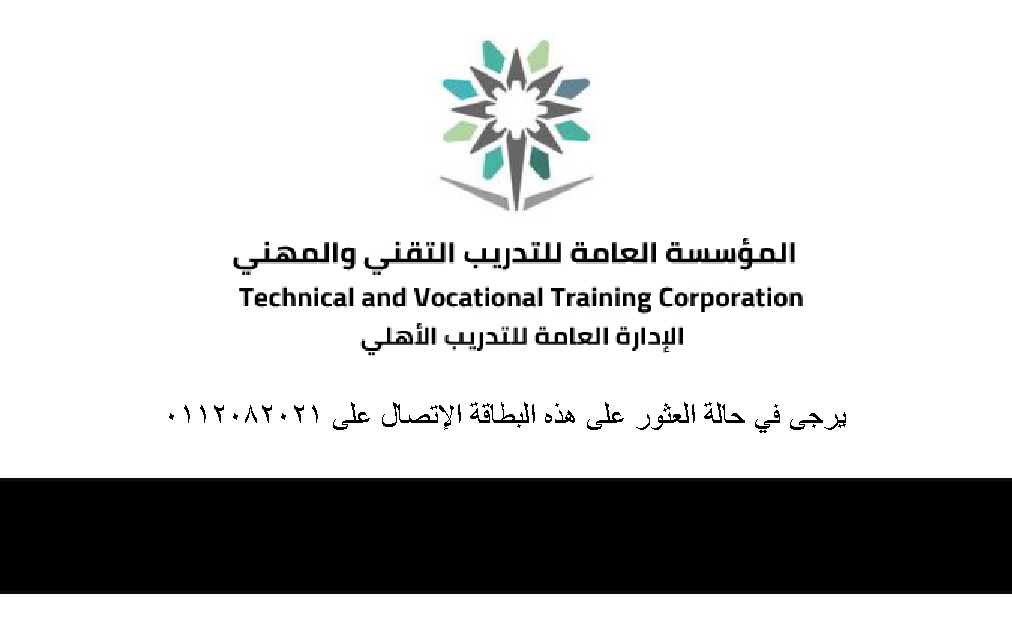 المؤسسة العامة للتدريب التقني والمهني
Technical and Vocational Training Corporation
الإدارة العامة للتدريب الأهلي
يرجى في حالة العثور على هذه البطاقة الإتصال على ٠١١٢٠٨٢٠٢١